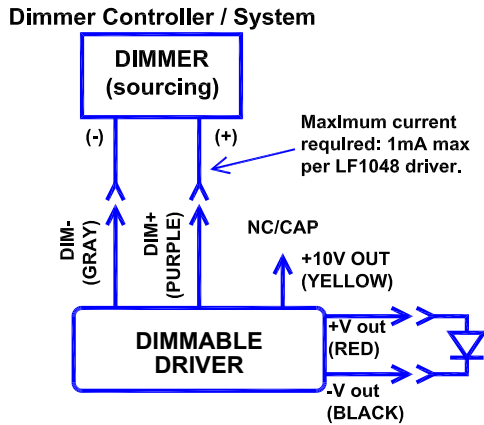 Dimmer Controller / System
DIMMER
(sourcing)
(-)
(+)
MaxImum current
required: 1mA max
per LF1048 driver.
DIM-
(GRAY)
DIM+
(PURPLE)
NC/CAP
+10V OUT
(YELLOW)
DIMMABLE
DRIVER
+V out
(RED)
-V out
(BLACK)